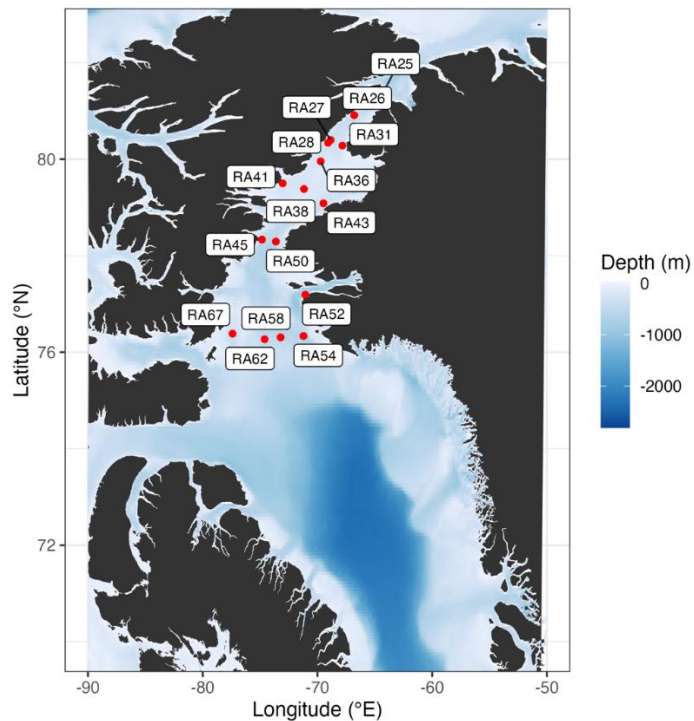 RA25
RA26
RA27
RA31
RA28
RA36
RA41
RA38
RA43
RA45
RA50
RA67
RA58
RA52
RA62
RA54
80
76
72
Latitude (°N)
-90
-80
-70
-60
-50
Longitude (°E)
Depth (m)
0
-1000
-2000